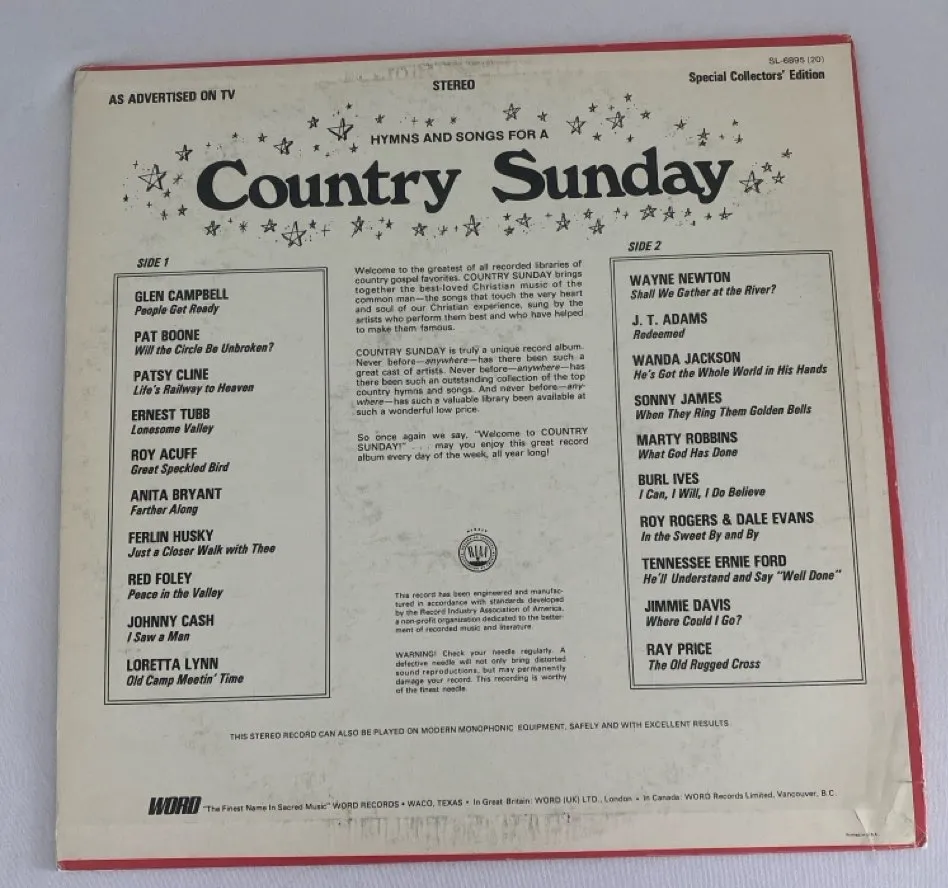 SL-6895 (20)
AS ADVERTISED ON TV
STEREO
Special Collectors' Edition
HYMNS AND SONGS FOR A
Country Sunday
SIDE 1
GLEN CAMPBELL
People Get Ready
PAT BOONE
Will the Circle Be Unbroken?
PATSY CLINE
Life's Railway to Heaven
ERNEST TUBB
Lonesome Valley
ROY ACUFF
Great Speckled Bird
ANITA BRYANT
Farther Along
FERLIN HUSKY
Just a Closer Walk with Thee
RED FOLEY
Peace in the Valley
JOHNNY CASH
I Saw a Man
LORETTA LYNN
Old Camp Meetin' Time
Welcome to the greatest of all recorded libraries of
country gospel favorites. COUNTRY SUNDAY brings
together the best-loved Christian music of the
common man—the songs that touch the very heart
and soul of our Christian experience, sung by the
artists who perform them best and who have helped
to make them famous.
COUNTRY SUNDAY is truly a unique record album.
Never before—anywhere—has there been such a
great cast of artists. Never before—anywhere—has
there been such an outstanding collection of the top
country hymns and songs. And never before—any-
where—has such a valuable library been available at
such a wonderful low price.
So once again we say, "Welcome to COUNTRY
SUNDAY!" . . . may you enjoy this great record
album every day of the week, all year long!
This record has been engineered and manufac-
tured in accordance with standards developed
by the Record Industry Association of America,
a non-profit organization dedicated to the better-
ment of recorded music and literature.
WARNING! Check your needle regularly. A
defective needle will not only bring distorted
sound reproductions, but may permanently
damage your record. This recording is worthy
of the finest needle.
SIDE 2
WAYNE NEWTON
Shall We Gather at the River?
J. T. ADAMS
Redeemed
WANDA JACKSON
He's Got the Whole World in His Hands
SONNY JAMES
When They Ring Them Golden Bells
MARTY ROBBINS
What God Has Done
BURL IVES
I Can, I Will, I Do Believe
ROY ROGERS & DALE EVANS
In the Sweet By and By
TENNESSEE ERNIE FORD
He'll Understand and Say "Well Done"
JIMMIE DAVIS
Where Could I Go?
RAY PRICE
The Old Rugged Cross
THIS STEREO RECORD CAN ALSO BE PLAYED ON MODERN MONOPHONIC EQUIPMENT, SAFELY AND WITH EXCELLENT RESULTS.
WORD "The Finest Name In Sacred Music" WORD RECORDS • WACO, TEXAS • In Great Britain: WORD (UK) LTD., London • In Canada: WORD Records Limited, Vancouver, B.C.